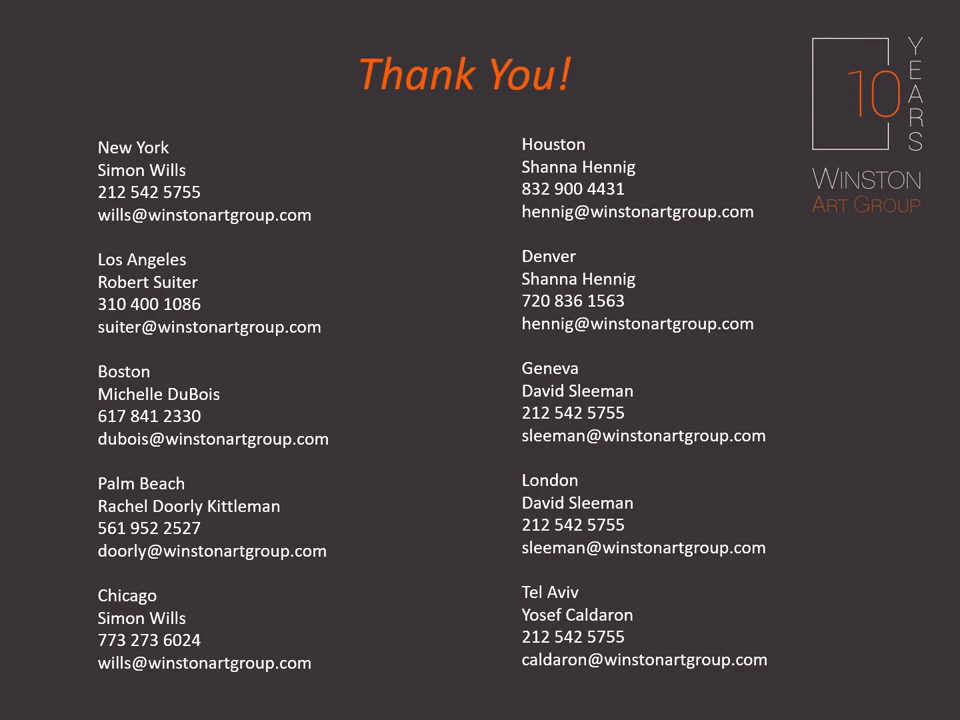 Thank You!
10 YEARS
WINSTON
ART GROUP
New York
Simon Wills
212 542 5755
wills@winstonartgroup.com
Los Angeles
Robert Suiter
310 400 1086
suiter@winstonartgroup.com
Boston
Michelle DuBois
617 841 2330
dubois@winstonartgroup.com
Palm Beach
Rachel Doorly Kittleman
561 952 2527
doorly@winstonartgroup.com
Chicago
Simon Wills
773 273 6024
wills@winstonartgroup.com
Houston
Shanna Hennig
832 900 4431
hennig@winstonartgroup.com
Denver
Shanna Hennig
720 836 1563
hennig@winstonartgroup.com
Geneva
David Sleeman
212 542 5755
sleeman@winstonartgroup.com
London
David Sleeman
212 542 5755
sleeman@winstonartgroup.com
Tel Aviv
Yosef Caldaron
212 542 5755
caldaron@winstonartgroup.com